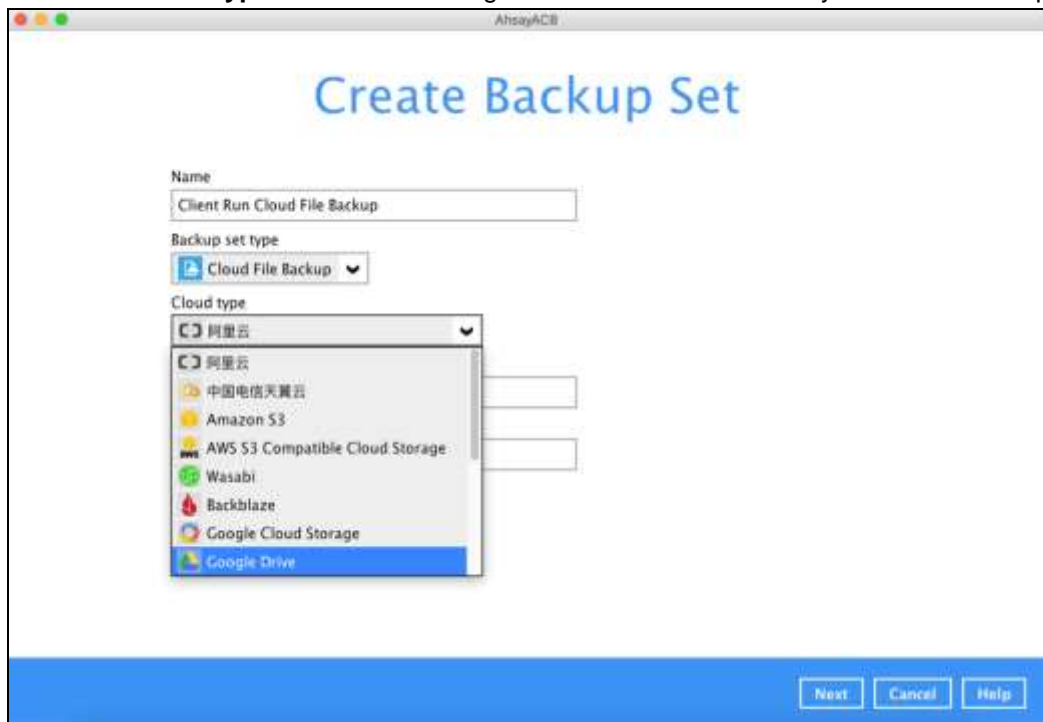 AhsayACB
Create Backup Set
Name
Client Run Cloud File Backup
Backup set type
Cloud File Backup
Cloud type
阿里云
阿里云
中国电信天翼云
Amazon S3
AWS S3 Compatible Cloud Storage
Wasabi
Backblaze
Google Cloud Storage
Google Drive
Next Cancel Help